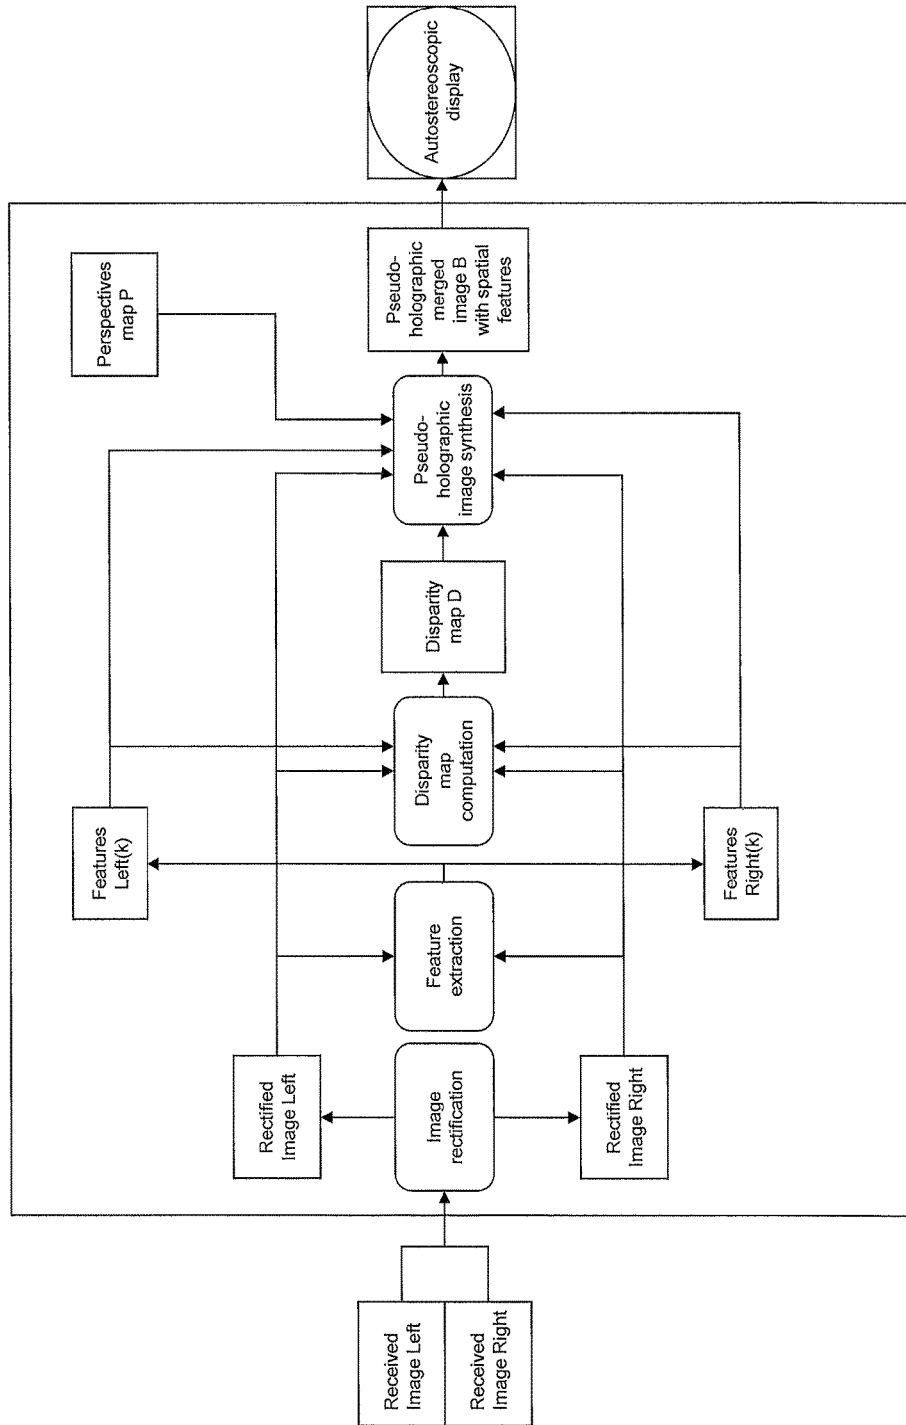 Received
Image Left
Received
Image Right
Image
rectification
Rectified
Image Left
Rectified
Image Right
Feature
extraction
Features
Left(k)
Features
Right(k)
Disparity
map
computation
Disparity
map D
Perspectives
map P
Pseudo-
holographic
image synthesis
Pseudo-
holographic
merged
image B
with spatial
features
Autostereoscopic
display